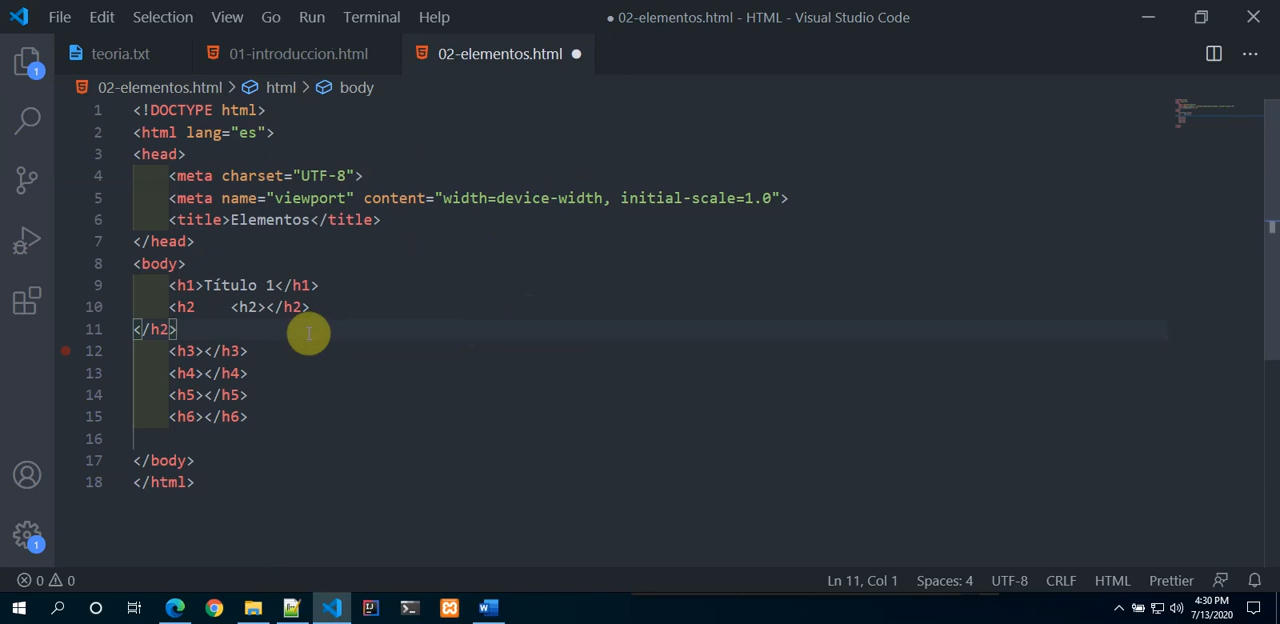 File Edit Selection View Go Run Terminal Help
● 02-elementos.html - HTML - Visual Studio Code
teoria.txt
01-introduccion.html
02-elementos.html ●
02-elementos.html > html > body
1 <!DOCTYPE html>
2 <html lang="es">
3 <head>
4     <meta charset="UTF-8">
5     <meta name="viewport" content="width=device-width, initial-scale=1.0">
6     <title>Elementos</title>
7 </head>
8 <body>
9     <h1>Título 1</h1>
10     <h2    <h2></h2>
11 </h2>
12     <h3></h3>
13     <h4></h4>
14     <h5></h5>
15     <h6></h6>
16
17 </body>
18 </html>
1
1
0 0
Ln 11, Col 1 Spaces: 4 UTF-8 CRLF HTML Prettier
4:30 PM
7/13/2020